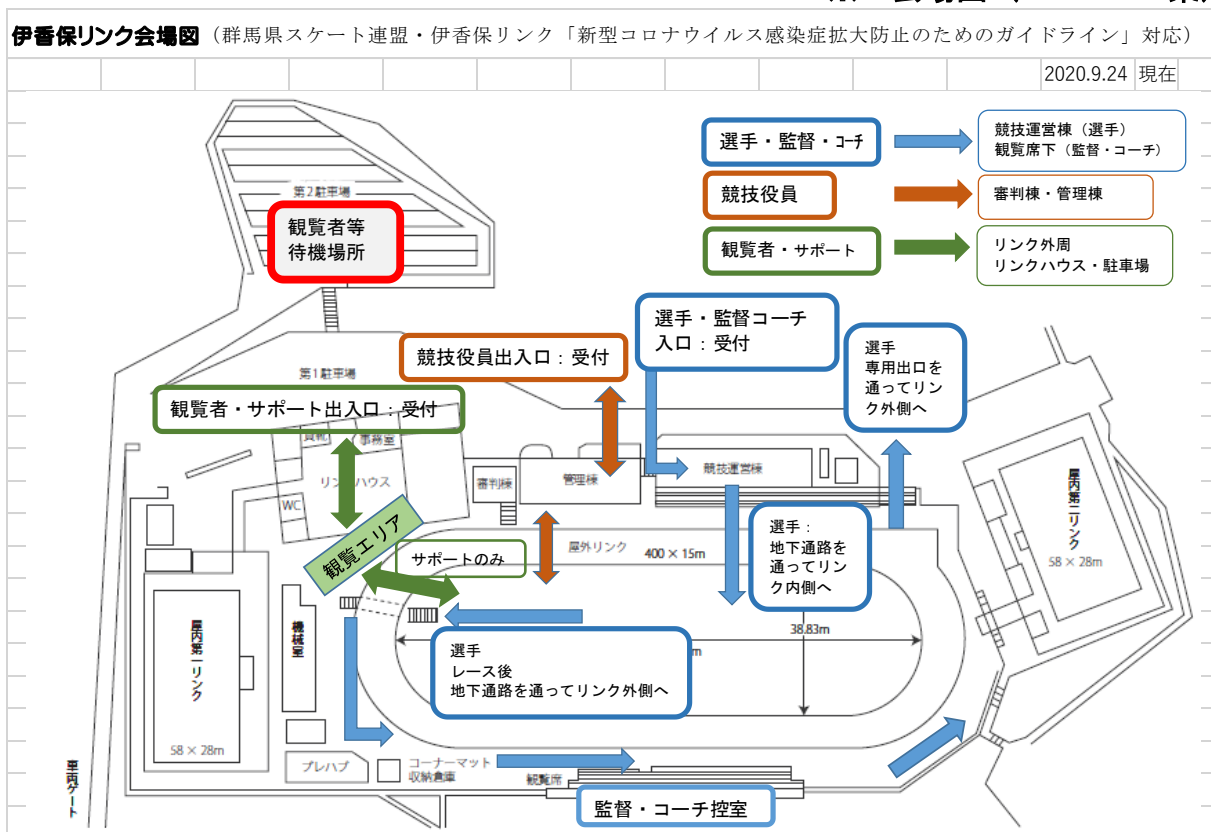 伊香保リンク会場図（群馬県スケート連盟・伊香保リンク「新型コロナウイルス感染症拡大防止のためのガイドライン」対応）
2020.9.24 現在
選手・監督・コーチ
競技運営棟（選手）
観覧席下（監督・コーチ）
競技役員
審判棟・管理棟
観覧者・サポート
リンク外周
リンクハウス・駐車場
第2駐車場
観覧者等
待機場所
選手・監督コーチ
入口：受付
競技役員出入口：受付
選手
専用出口を
通ってリン
ク外側へ
第1駐車場
観覧者・サポート出入口：受付
事務室
リンクハウス
WC
審判棟
管理棟
競技運営棟
屋内第二リンク
58 × 28m
観覧エリア
サポートのみ
屋外リンク
400 × 15m
選手：
地下通路を
通ってリン
ク内側へ
38.83m
選手
レース後
地下通路を通ってリンク外側へ
屋内第一リンク
58 × 28m
機械室
プレハブ
コーナーマット
収納倉庫
観覧席
監督・コーチ控室
車両ゲート